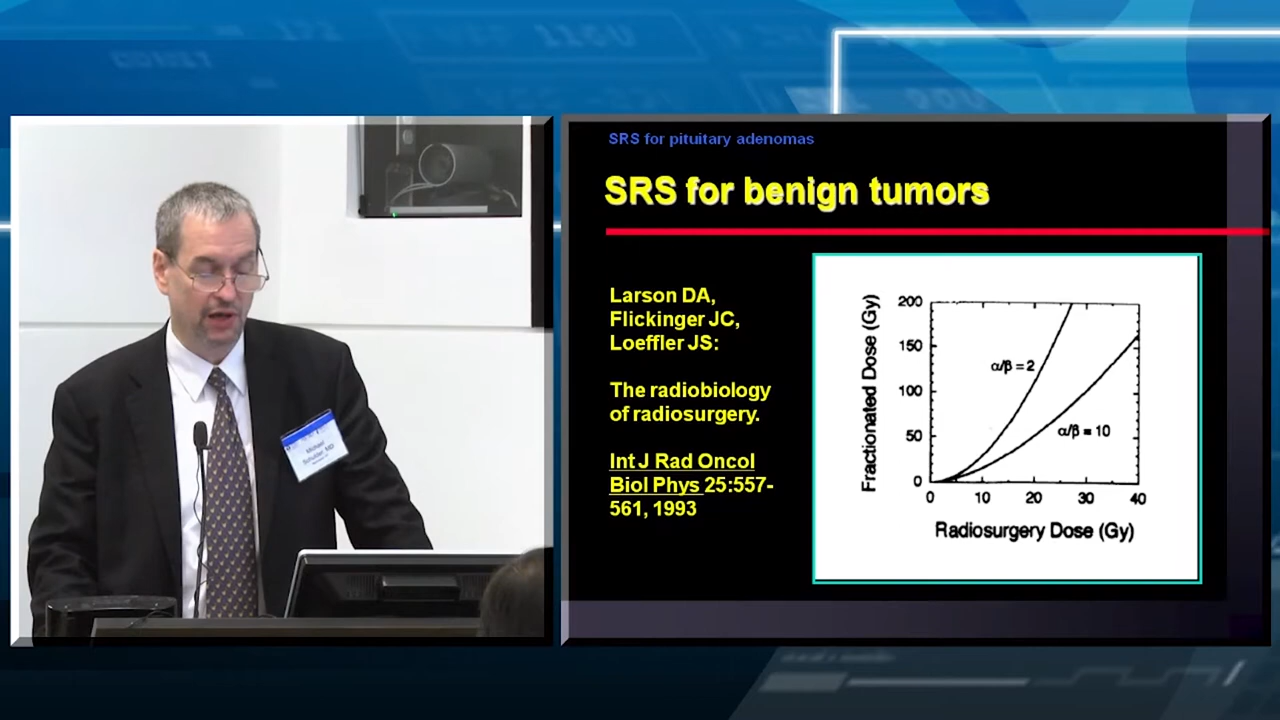 SRS for pituitary adenomas
SRS for benign tumors
Larson DA,
Flickinger JC,
Loeffler JS:
The radiobiology
of radiosurgery.
Int J Rad Oncol
Biol Phys 25:557-
561, 1993
Fractionated Dose (Gy)
200
150
100
50
0
α/β = 2
α/β = 10
0 10 20 30 40
Radiosurgery Dose (Gy)
Michael